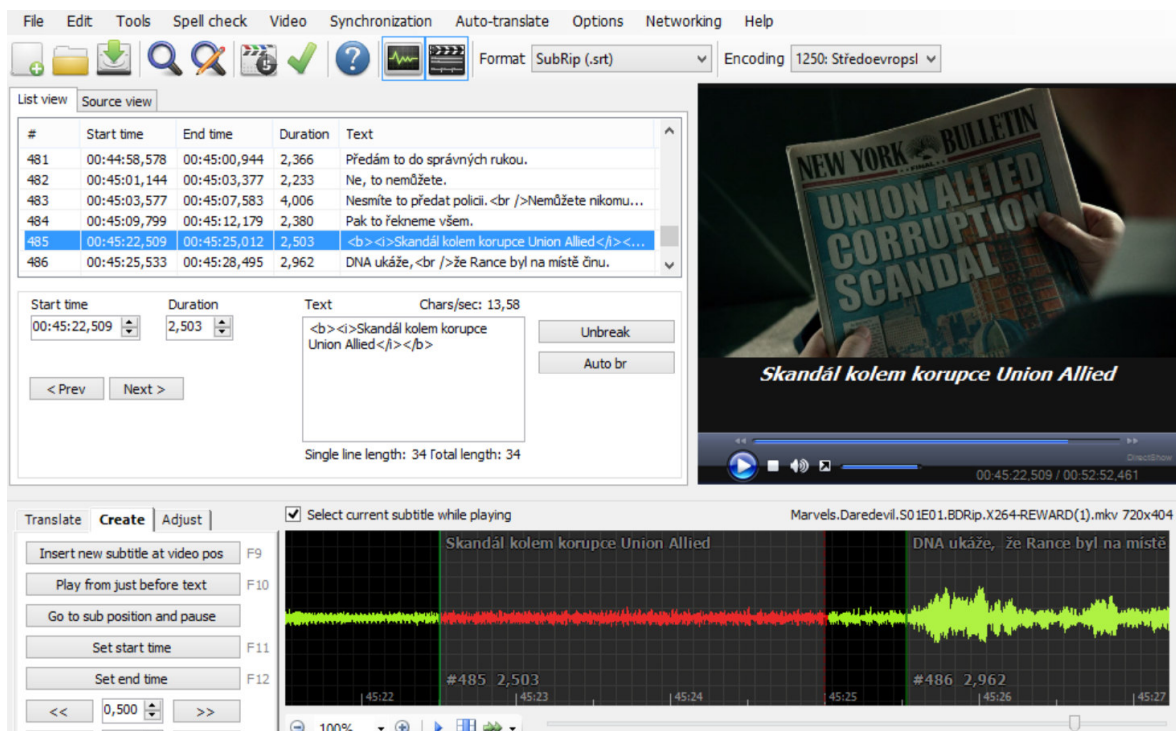 File Edit Tools Spell check Video Synchronization Auto-translate Options Networking Help
Format SubRip (.srt) Encoding 1250: Středoevropsl
List view Source view
# Start time End time Duration Text
481 00:44:58,578 00:45:00,944 2,366 Předám to do správných rukou.
482 00:45:01,144 00:45:03,377 2,233 Ne, to nemůžete.
483 00:45:03,577 00:45:07,583 4,006 Nesmíte to předat policii.<br />Nemůžete nikomu...
484 00:45:09,799 00:45:12,179 2,380 Pak to řekneme všem.
485 00:45:22,509 00:45:25,012 2,503 <b><i>Skandál kolem korupce Union Allied</i><...
486 00:45:25,533 00:45:28,495 2,962 DNA ukáže,<br />že Rance byl na místě činu.
Start time Duration Text Chars/sec: 13,58
00:45:22,509 2,503
<b><i>Skandál kolem korupce
Union Allied</i></b>
Unbreak
Auto br
< Prev Next >
Single line length: 34 Total length: 34
NEW YORK BULLETIN
FINAL
UNION ALLIED
CORRUPTION
SCANDAL
Skandál kolem korupce Union Allied
DirectShow
00:45:22,509 / 00:52:52,461
Translate Create Adjust
Select current subtitle while playing
Marvels.Daredevil.S01E01.BDRip.X264-REWARD(1).mkv 720x404
Insert new subtitle at video pos F9
Play from just before text F10
Go to sub position and pause
Set start time F11
Set end time F12
<< 0,500 >>
Skandál kolem korupce Union Allied
DNA ukáže, že Rance byl na místě
#485 2,503
#486 2,962
45:22 45:23 45:24 45:25 45:26 45:27
100%